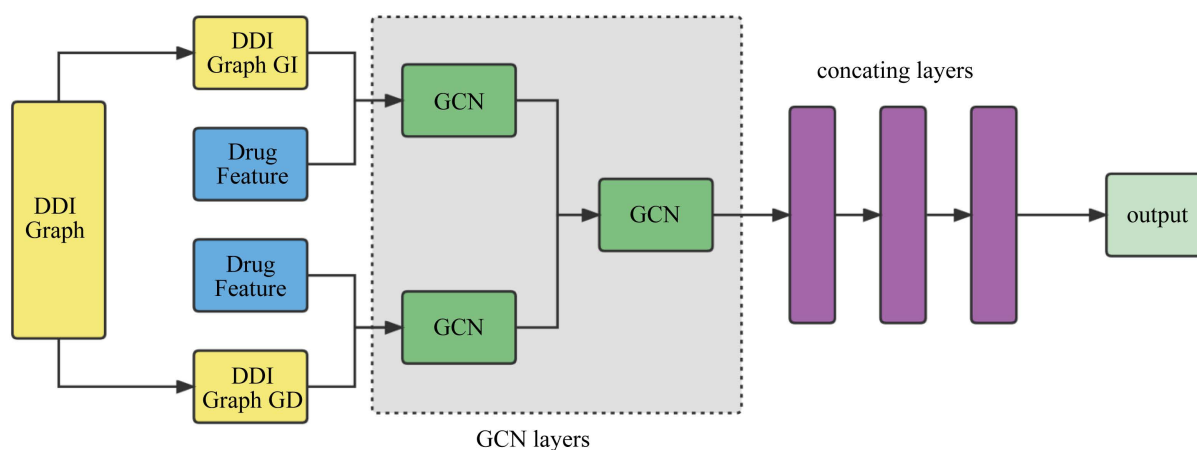 DDI
Graph
DDI
Graph GI
Drug
Feature
Drug
Feature
DDI
Graph GD
GCN
GCN
GCN
GCN layers
concating layers
output